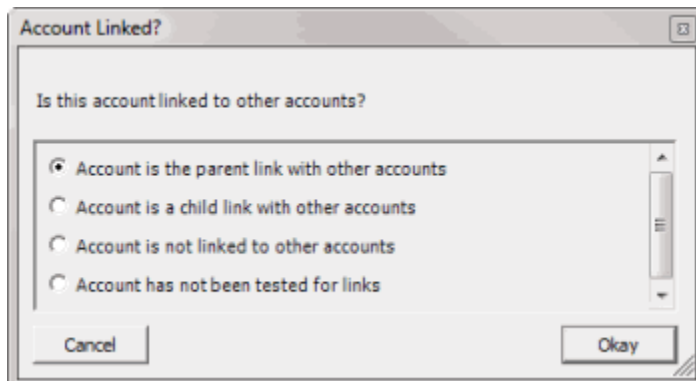 Account Linked?
Is this account linked to other accounts?
Account is the parent link with other accounts
Account is a child link with other accounts
Account is not linked to other accounts
Account has not been tested for links
Cancel Okay